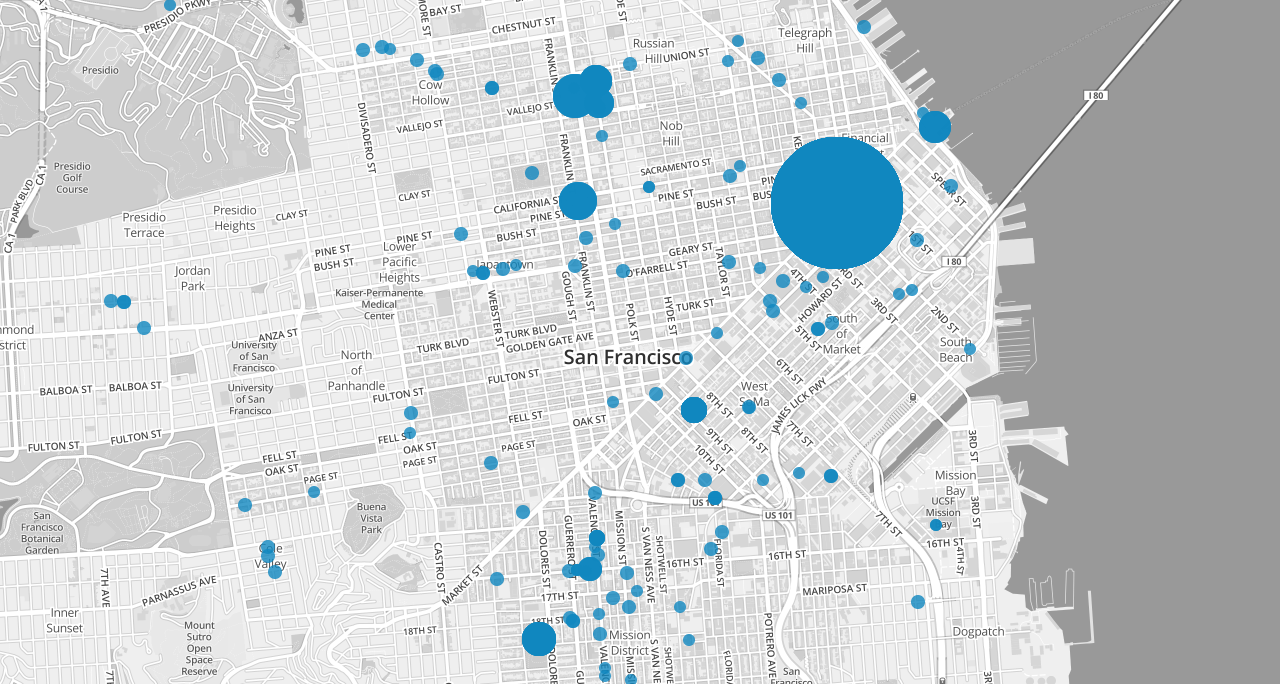 PRESIDIO PKWY
BAY ST
CHESTNUT ST
Telegraph
Hill
Russian
Hill
UNION ST
Presidio
Cow
Hollow
FRANKLIN
DIVISADERO ST
VALLEJO ST
VALLEJO ST
Nob
Hill
Financial
I 80
CA 1
PARK BLVD
CA 1
Presidio
Golf
Course
FRANKLIN
SACRAMENTO ST
CLAY ST
CALIFORNIA S
PINE ST
PINE ST
BUSH ST
SPEAR ST
Presidio
Terrace
Presidio
Heights
CLAY ST
PINE ST
BUSH ST
PINE ST
Lower
Pacific
Heights
BUSH ST
Japantown
GEARY ST
O'FARRELL ST
TAYLOR ST
1ST ST
I 80
Jordan
Park
Kaiser-Permanente
Medical
Center
WEBSTER ST
GOUGH ST
FRANKLIN ST
POLK ST
HYDE ST
TURK ST
4TH ST
HOWARD ST
3RD ST
2ND ST
South
of
Market
5TH ST
ANZA ST
University
of San
Francisco
TURK BLVD
TURK BLVD
GOLDEN GATE AVE
San Francisco
South
Beach
North
of
Panhandle
BALBOA ST
BALBOA ST
University
of San
Francisco
FULTON ST
FULTON ST
6TH ST
JAMES LICK FWY
West
SoMa
8TH ST
7TH ST
8TH ST
9TH ST
10TH ST
FULTON ST
FULTON ST
FELL ST
OAK ST
PAGE ST
FELL ST
OAK ST
PAGE ST
FELL ST
OAK ST
PAGE ST
3RD ST
Mission
Bay
UCSF
Mission
Bay
US 101
US 101
San
Francisco
Botanical
Garden
Buena
Vista
Park
Cole
Valley
7TH ST
16TH ST
3RD ST
4TH ST
GUERRERO
DOLORES ST
MISSION ST
S VAN NESS AVE
SHOTWELL ST
16TH ST
FLORIDA ST
16TH ST
7TH AVE
PARNASSUS AVE
CASTRO ST
MARKET ST
17TH ST
MARIPOSA ST
Inner
Sunset
Mount
Sutro
Open
Space
Reserve
18TH ST
18TH ST
Mission
District
POTRERO AVE
Dogpatch
San
Francisco